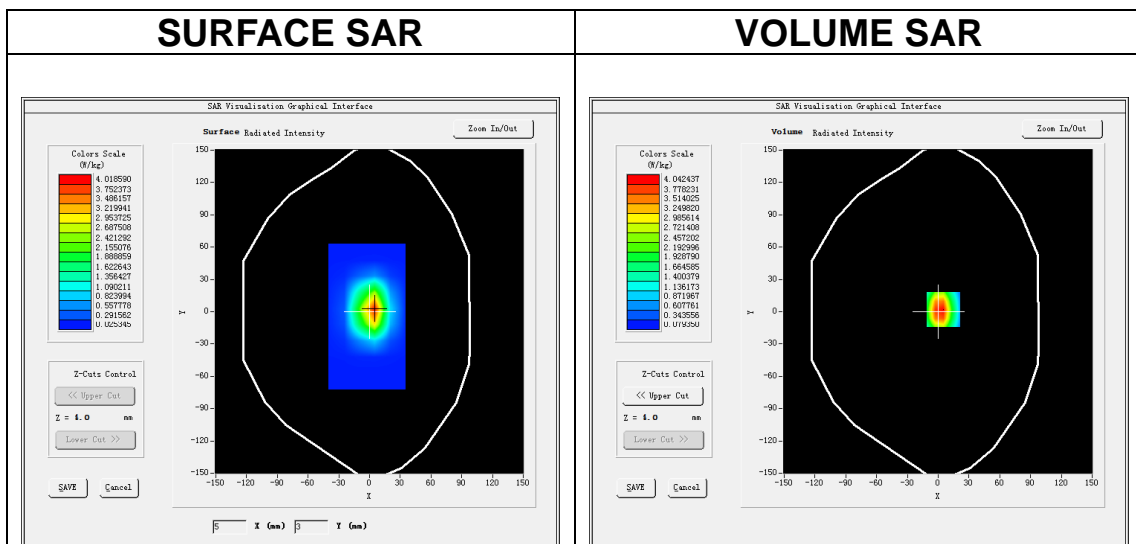 SURFACE SAR
SAR Visualisation Graphical Interface
Surface Radiated Intensity
Zoom In/Out
Colors Scale
(W/kg)
4.018590
3.752373
3.486157
3.219941
2.953725
2.687508
2.421292
2.155076
1.888859
1.622643
1.356427
1.090211
0.823994
0.557778
0.291562
0.025345
Z-Cuts Control
<< Upper Cut
Z = 4.0 mm
Lower Cut >>
SAVE
Cancel
150
120
90
60
30
0
-30
-60
-90
-120
-150
Y
-150 -120 -90 -60 -30 0 30 60 90 120 150
X
5 X (mm) 3 Y (mm)
VOLUME SAR
SAR Visualisation Graphical Interface
Volume Radiated Intensity
Zoom In/Out
Colors Scale
(W/kg)
4.042437
3.778231
3.514025
3.249820
2.985614
2.721408
2.457202
2.192996
1.928790
1.664585
1.400379
1.136173
0.871967
0.607761
0.343556
0.079350
Z-Cuts Control
<< Upper Cut
Z = 4.0 mm
Lower Cut >>
SAVE
Cancel
150
120
90
60
30
0
-30
-60
-90
-120
-150
Y
-150 -120 -90 -60 -30 0 30 60 90 120 150
X